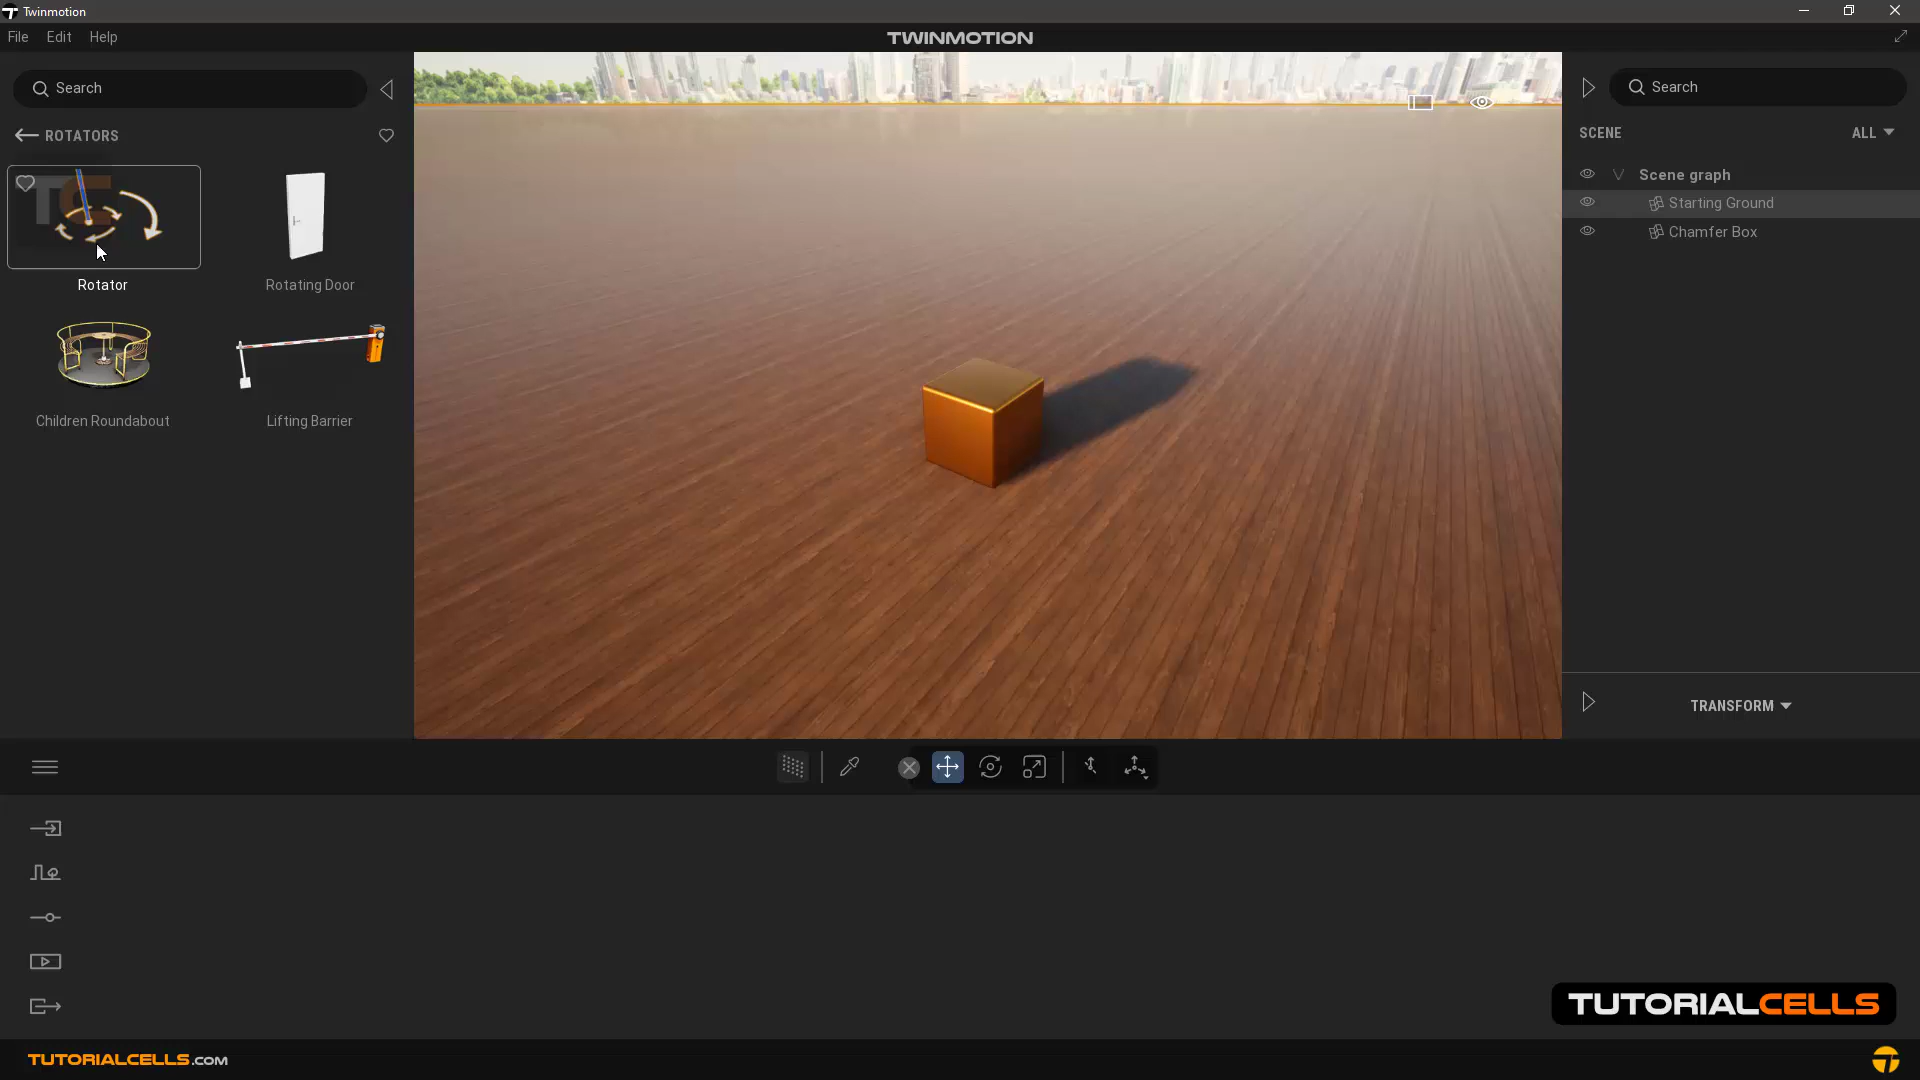 Twinmotion
File Edit Help
TWINMOTION
Search
ROTATORS
TC
Rotator
Rotating Door
Children Roundabout
Lifting Barrier
Search
SCENE
ALL
Scene graph
Starting Ground
Chamfer Box
TRANSFORM
TUTORIALCELLS
TUTORIALCELLS.COM